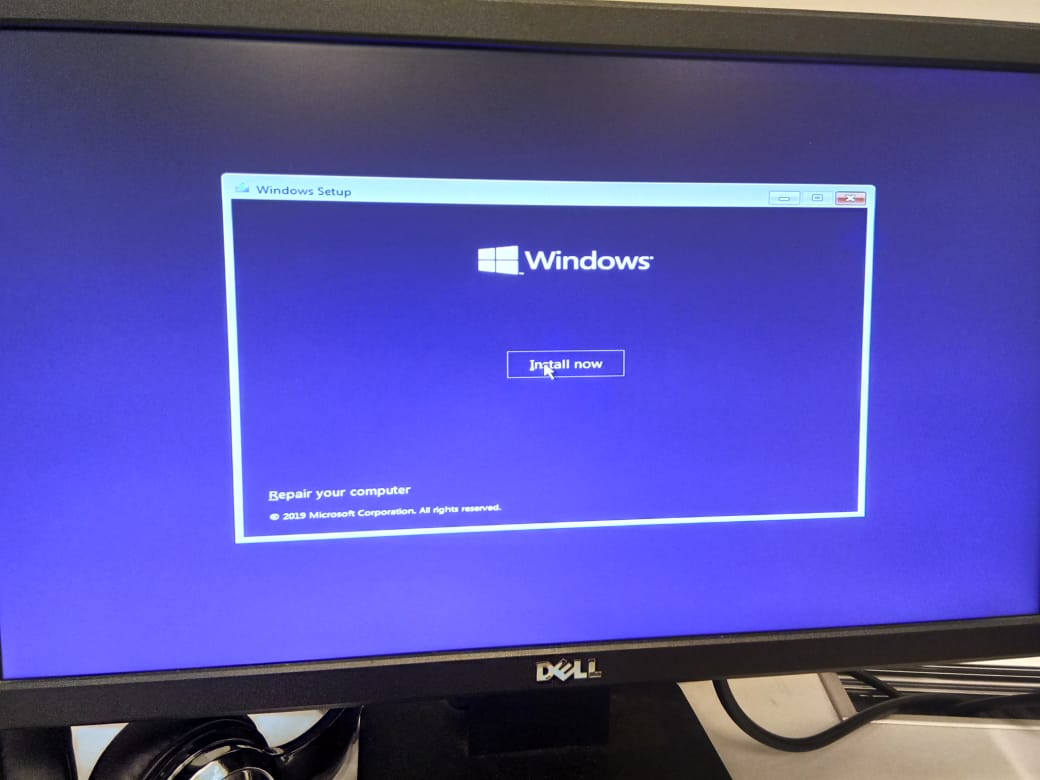 Windows Setup
Windows
Install now
Repair your computer
© 2019 Microsoft Corporation. All rights reserved.
DELL